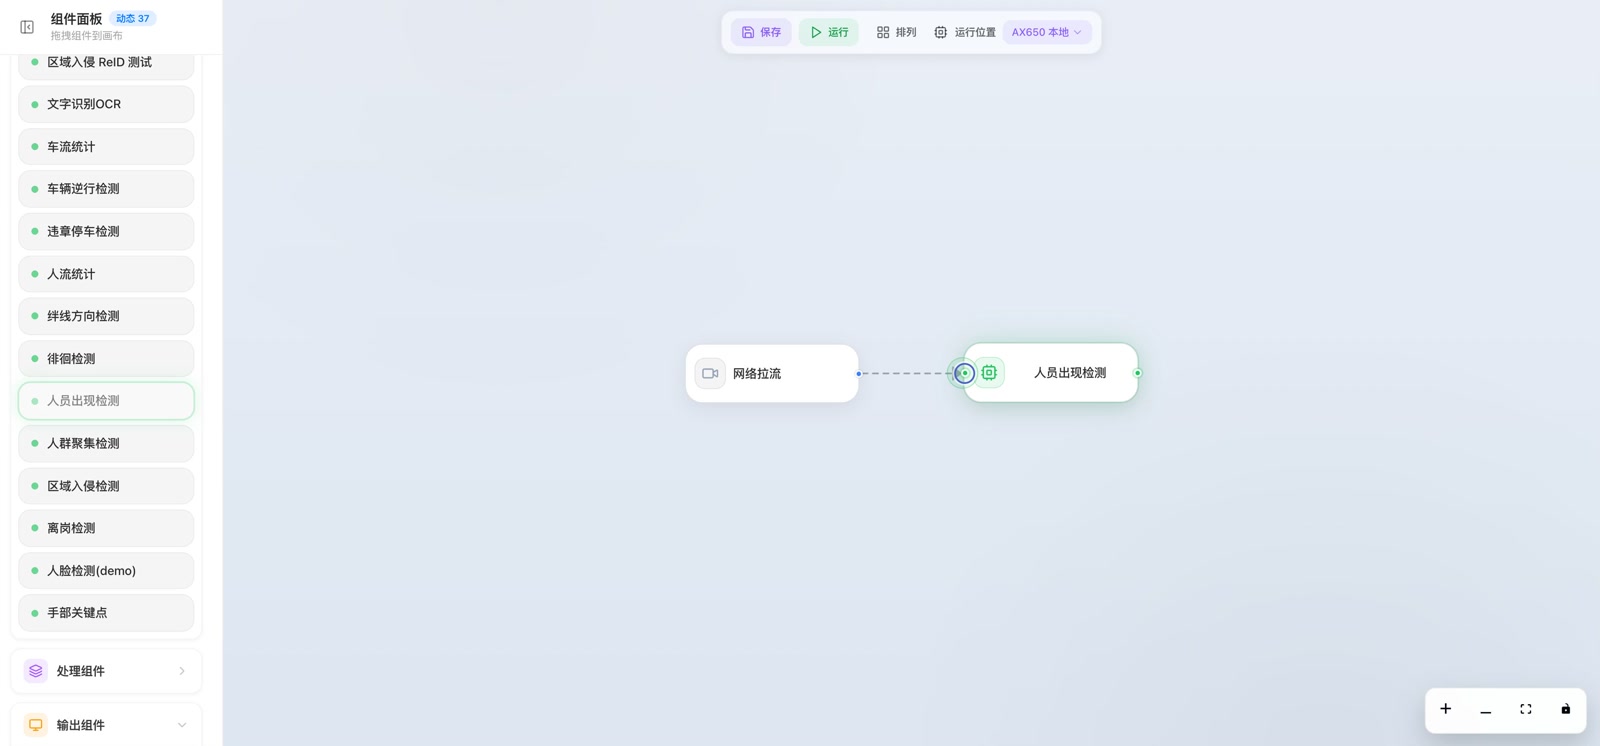 组件面板 动态 37
拖拽组件到画布
保存 运行 排列 运行位置 AX650 本地
区域入侵 ReID 测试
文字识别OCR
车流统计
车辆逆行检测
违章停车检测
人流统计
绊线方向检测
徘徊检测
人员出现检测
人群聚集检测
区域入侵检测
离岗检测
人脸检测(demo)
手部关键点
处理组件
输出组件
网络拉流
人员出现检测